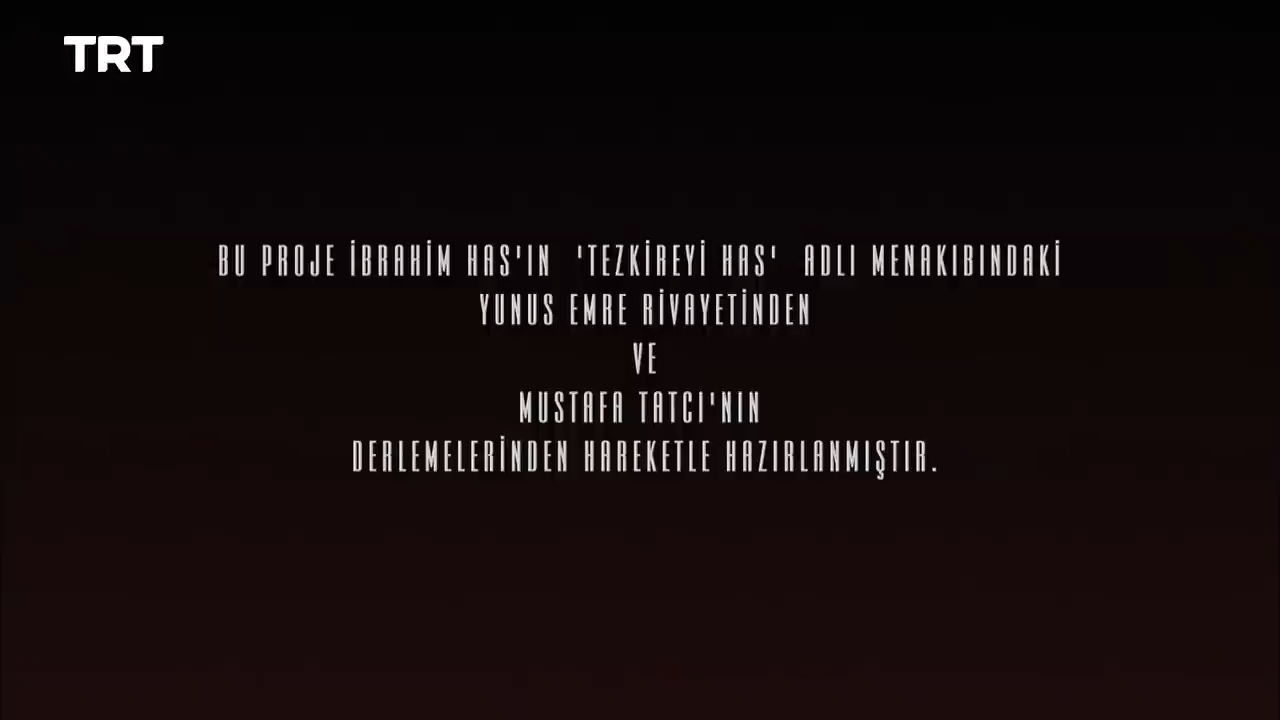 TRT
BU PROJE İBRAHİM HAS'IN 'TEZKİREYİ HAS' ADLI MENAKIBINDAKİ
YUNUS EMRE RİVAYETİNDEN
VE
MUSTAFA TATCI'NIN
DERLEMELERİNDEN HAREKETLE HAZIRLANMIŞTIR.